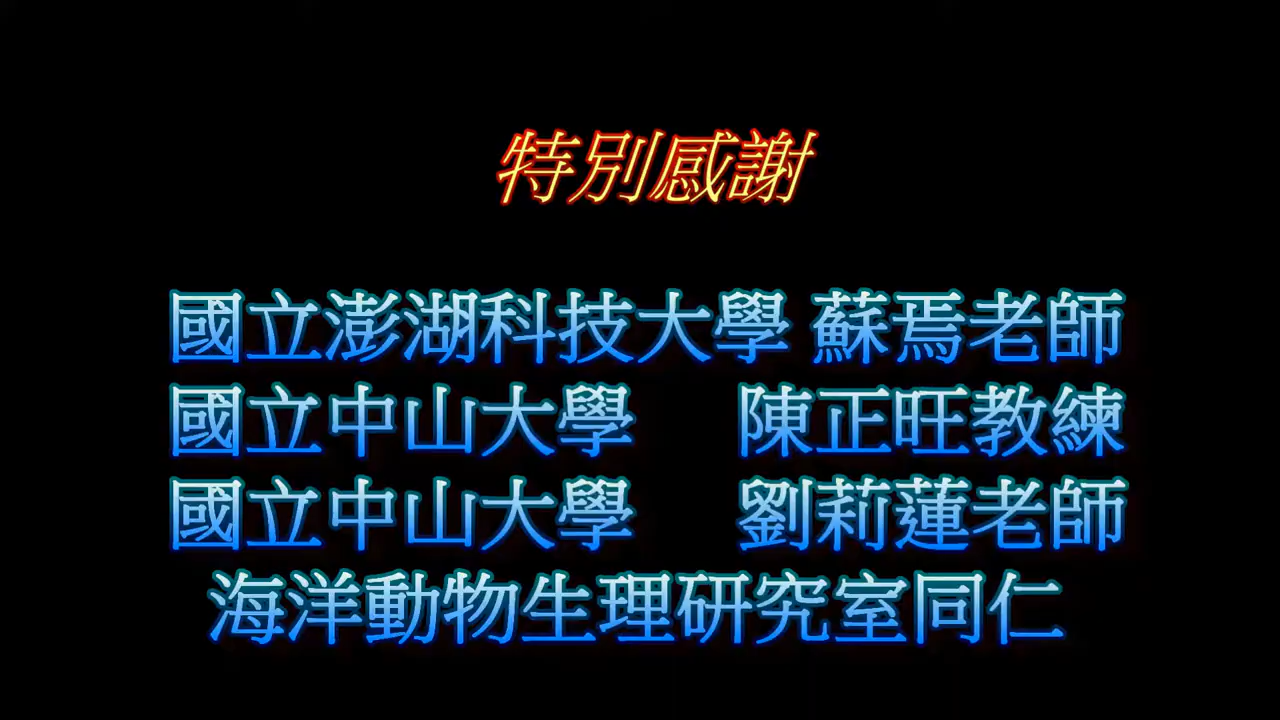 特別感謝
國立澎湖科技大學 蘇焉老師
國立中山大學 陳正旺教練
國立中山大學 劉莉蓮老師
海洋動物生理研究室同仁